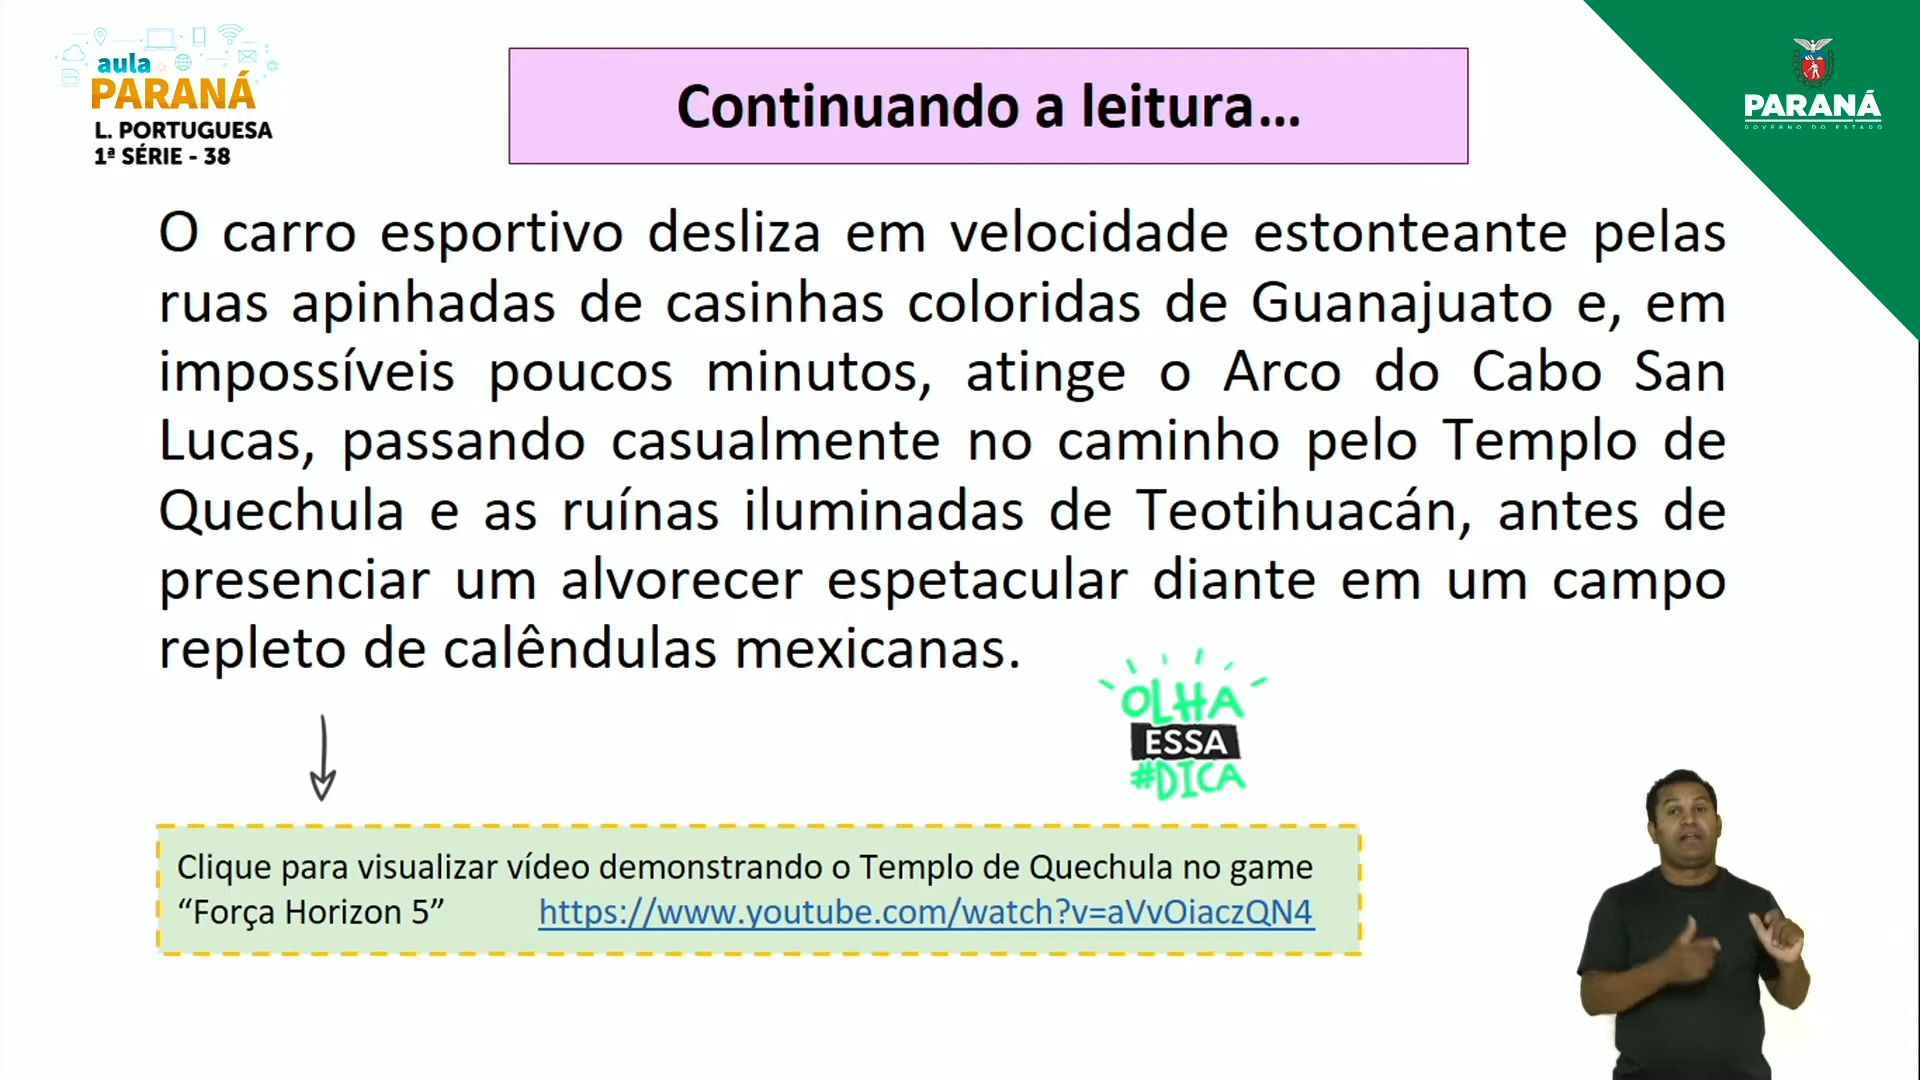 aula
PARANÁ
L. PORTUGUESA
1ª SÉRIE - 38
Continuando a leitura...
PARANÁ
GOVERNO DO ESTADO
O carro esportivo desliza em velocidade estonteante pelas
ruas apinhadas de casinhas coloridas de Guanajuato e, em
impossíveis poucos minutos, atinge o Arco do Cabo San
Lucas, passando casualmente no caminho pelo Templo de
Quechula e as ruínas iluminadas de Teotihuacán, antes de
presenciar um alvorecer espetacular diante em um campo
repleto de calêndulas mexicanas.
OLHA
ESSA
#DICA
Clique para visualizar vídeo demonstrando o Templo de Quechula no game
“Força Horizon 5” https://www.youtube.com/watch?v=aVvOiaczQN4